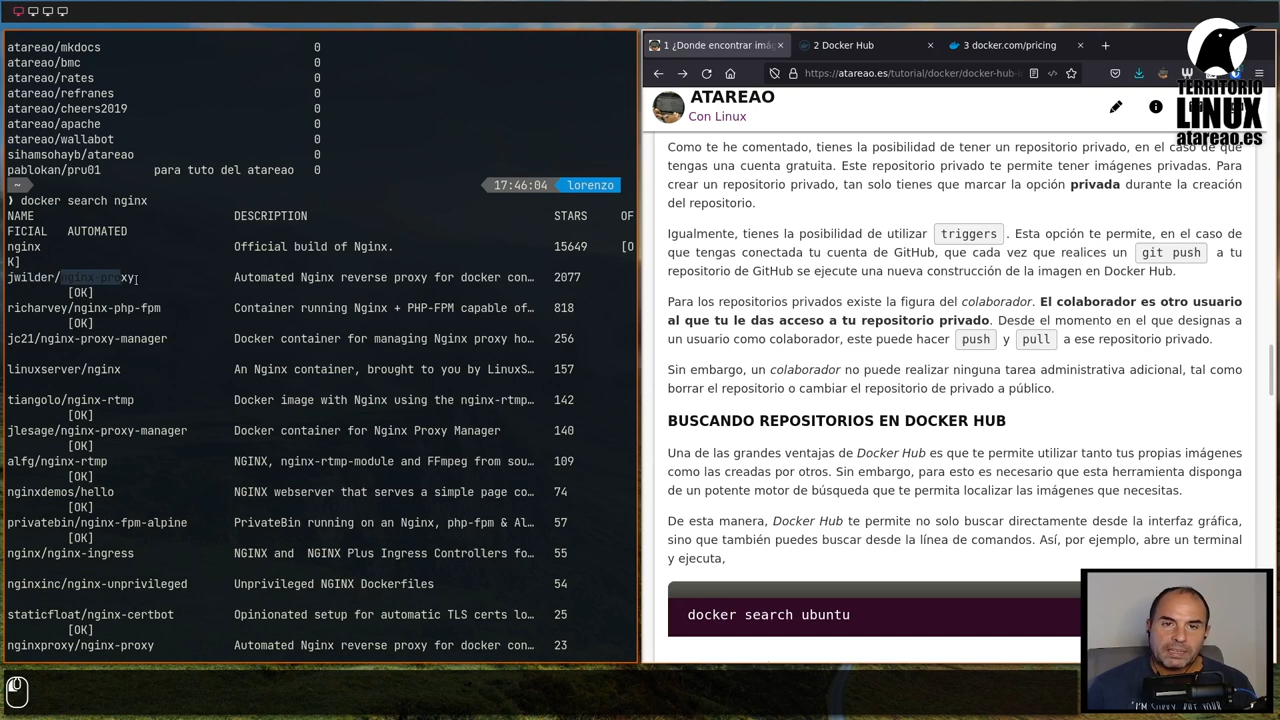 atareao/mkdocs 0
atareao/bmc 0
atareao/rates 0
atareao/refranes 0
atareao/cheers2019 0
atareao/apache 0
atareao/wallabot 0
sihamsohayb/atareao 0
pablokan/pru01 para tuto del atareao 0
~ 17:46:04 lorenzo
❯ docker search nginx
NAME DESCRIPTION STARS OF
FICIAL AUTOMATED
nginx Official build of Nginx. 15649 [O
K]
jwilder/nginx-proxy Automated Nginx reverse proxy for docker con… 2077
[OK]
richarvey/nginx-php-fpm Container running Nginx + PHP-FPM capable of… 818
[OK]
jc21/nginx-proxy-manager Docker container for managing Nginx proxy ho… 256
linuxserver/nginx An Nginx container, brought to you by LinuxS… 157
tiangolo/nginx-rtmp Docker image with Nginx using the nginx-rtmp… 142
[OK]
jlesage/nginx-proxy-manager Docker container for Nginx Proxy Manager 140
[OK]
alfg/nginx-rtmp NGINX, nginx-rtmp-module and FFmpeg from sou… 109
[OK]
nginxdemos/hello NGINX webserver that serves a simple page co… 74
[OK]
privatebin/nginx-fpm-alpine PrivateBin running on an Nginx, php-fpm & Al… 57
[OK]
nginx/nginx-ingress NGINX and NGINX Plus Ingress Controllers fo… 55
nginxinc/nginx-unprivileged Unprivileged NGINX Dockerfiles 54
staticfloat/nginx-certbot Opinionated setup for automatic TLS certs lo… 25
[OK]
nginxproxy/nginx-proxy Automated Nginx reverse proxy for docker con… 23
1 ¿Donde encontrar imá
2 Docker Hub
3 docker.com/pricing
https://atareao.es/tutorial/docker/docker-hub-
TERRITORIO
LINUX
atareao.es
ATAREAO
Con Linux
Como te he comentado, tienes la posibilidad de tener un repositorio privado, en el caso de que
tengas una cuenta gratuita. Este repositorio privado te permite tener imágenes privadas. Para
crear un repositorio privado, tan solo tienes que marcar la opción privada durante la creación
del repositorio.
Igualmente, tienes la posibilidad de utilizar triggers. Esta opción te permite, en el caso de
que tengas conectada tu cuenta de GitHub, que cada vez que realices un git push a tu
repositorio de GitHub se ejecute una nueva construcción de la imagen en Docker Hub.
Para los repositorios privados existe la figura del colaborador. El colaborador es otro usuario
al que tu le das acceso a tu repositorio privado. Desde el momento en el que designas a
un usuario como colaborador, este puede hacer push y pull a ese repositorio privado.
Sin embargo, un colaborador no puede realizar ninguna tarea administrativa adicional, tal como
borrar el repositorio o cambiar el repositorio de privado a público.
BUSCANDO REPOSITORIOS EN DOCKER HUB
Una de las grandes ventajas de Docker Hub es que te permite utilizar tanto tus propias imágenes
como las creadas por otros. Sin embargo, para esto es necesario que esta herramienta disponga
de un potente motor de búsqueda que te permita localizar las imágenes que necesitas.
De esta manera, Docker Hub te permite no solo buscar directamente desde la interfaz gráfica,
sino que también puedes buscar desde la línea de comandos. Así, por ejemplo, abre un terminal
y ejecuta,
docker search ubuntu